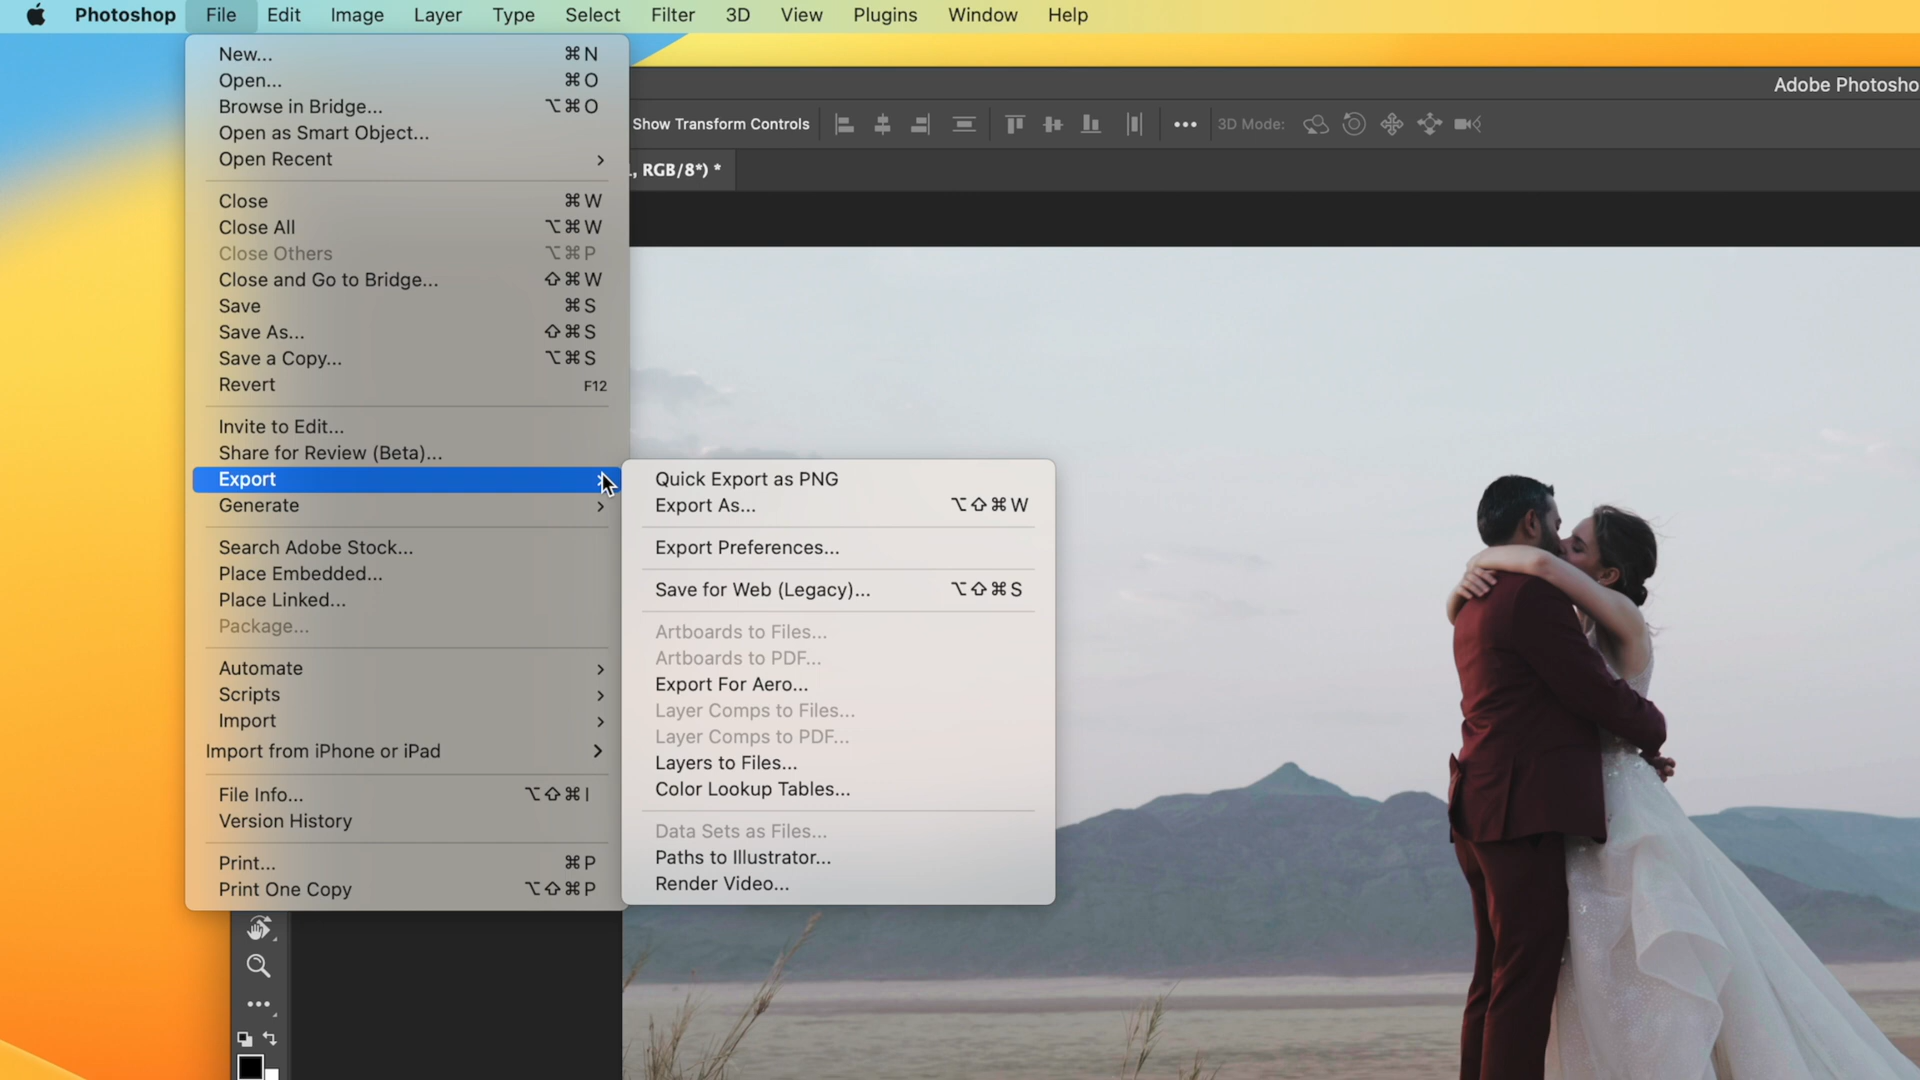 Photoshop File Edit Image Layer Type Select Filter 3D View Plugins Window Help
Adobe Photosho
Show Transform Controls 3D Mode:
, RGB/8*) *
New... ⌘N
Open... ⌘O
Browse in Bridge... ⌥⌘O
Open as Smart Object...
Open Recent >
Close ⌘W
Close All ⌥⌘W
Close Others ⌥⌘P
Close and Go to Bridge... ⇧⌘W
Save ⌘S
Save As... ⇧⌘S
Save a Copy... ⌥⌘S
Revert F12
Invite to Edit...
Share for Review (Beta)...
Export
Generate >
Search Adobe Stock...
Place Embedded...
Place Linked...
Package...
Automate >
Scripts >
Import >
Import from iPhone or iPad >
File Info... ⌥⇧⌘I
Version History
Print... ⌘P
Print One Copy ⌥⇧⌘P
Quick Export as PNG
Export As... ⌥⇧⌘W
Export Preferences...
Save for Web (Legacy)... ⌥⇧⌘S
Artboards to Files...
Artboards to PDF...
Export For Aero...
Layer Comps to Files...
Layer Comps to PDF...
Layers to Files...
Color Lookup Tables...
Data Sets as Files...
Paths to Illustrator...
Render Video...